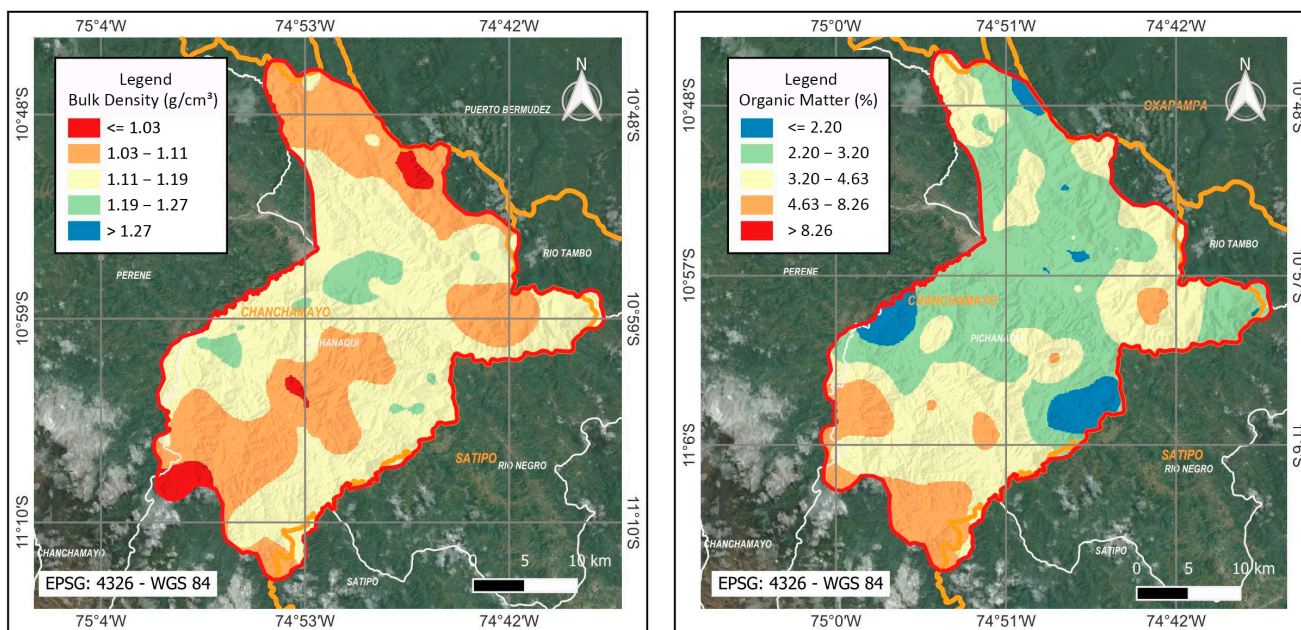 75°4'W 74°53'W 74°42'W
Legend
Bulk Density (g/cm³)
<= 1.03
1.03 – 1.11
1.11 – 1.19
1.19 – 1.27
> 1.27
N
PUERTO BERMUDEZ
10°48'S 10°48'S
RIO TAMBO
PERENE
CHANCHAMAYO
10°59'S 10°59'S
PICHANAQUI
SATIPO
RIO NEGRO
11°10'S 11°10'S
CHANCHAMAYO
SATIPO
0 5 10 km
EPSG: 4326 - WGS 84
75°4'W 74°53'W 74°42'W
75°0'W 74°51'W 74°42'W
Legend
Organic Matter (%)
<= 2.20
2.20 – 3.20
3.20 – 4.63
4.63 – 8.26
> 8.26
N
OXAPAMPA
10°48'S 10°48'S
RIO TAMBO
PERENE
10°57'S 10°57'S
CHANCHAMAYO
PICHANAQUI
11°6'S 11°6'S
SATIPO
RIO NEGRO
CHANCHAMAYO
SATIPO
0 5 10 km
EPSG: 4326 - WGS 84
75°0'W 74°51'W 74°42'W